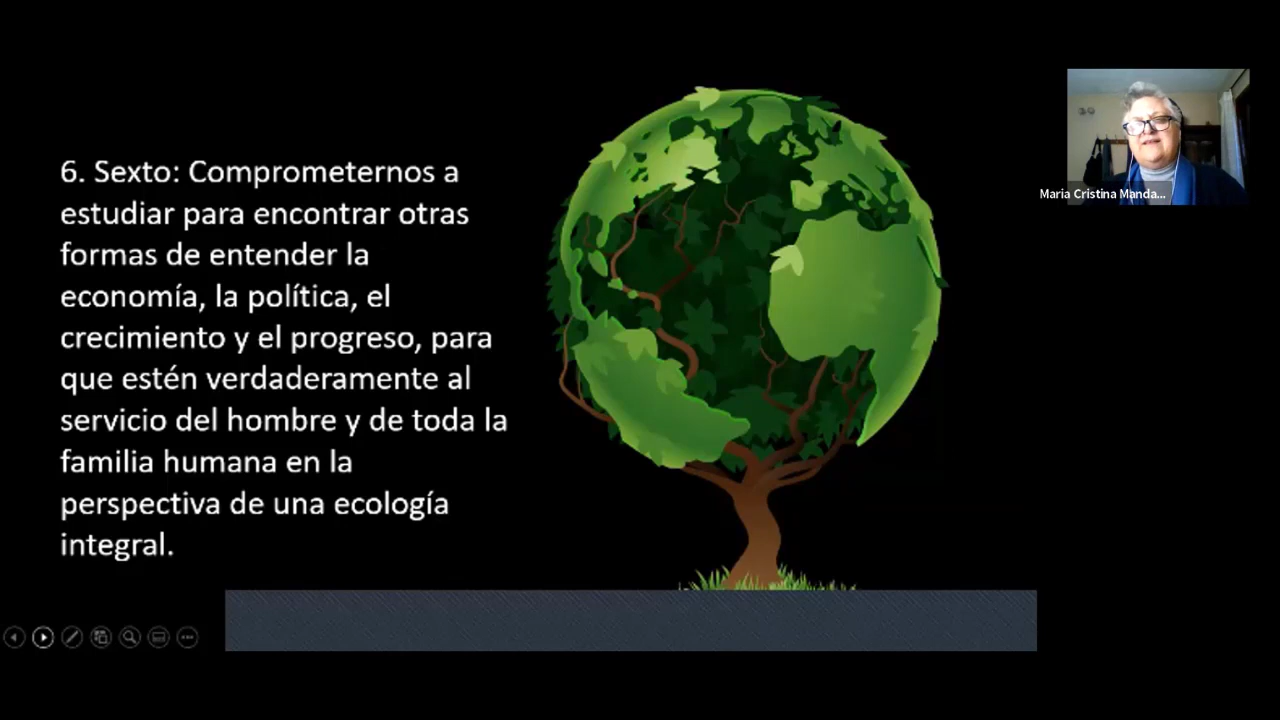 6. Sexto: Comprometernos a
estudiar para encontrar otras
formas de entender la
economía, la política, el
crecimiento y el progreso, para
que estén verdaderamente al
servicio del hombre y de toda la
familia humana en la
perspectiva de una ecología
integral.
Maria Cristina Manda...